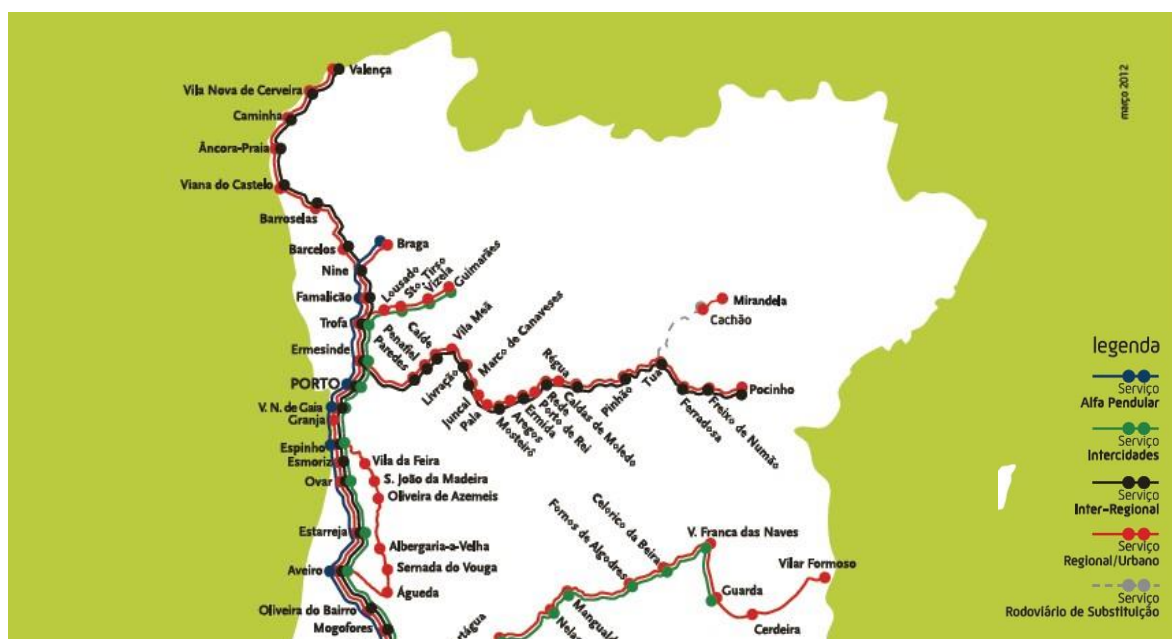 Valença
março 2012
Vila Nova de Cerveira
Caminha
Âncora-Praia
Viana do Castelo
Barroselas
Barcelos
Braga
Nine
Famalicão
Lousado
Sto. Tirso
Vizela
Guimarães
Trofa
Ermesinde
Paredes
Penafiel
Caíde
Vila Meã
Livração
Marco de Canaveses
Juncal
Pala
Mosteirô
Aregos
Ermida
Porto de Rei
Rede
Caldas de Moledo
Régua
Pinhão
Tua
Cachão
Mirandela
Ferradosa
Freixo de Numão
Pocinho
PORTO
V. N. de Gaia
Granja
Espinho
Esmoriz
Ovar
Vila da Feira
S. João da Madeira
Oliveira de Azemeis
Estarreja
Albergaria-a-Velha
Sernada do Vouga
Aveiro
Águeda
Oliveira do Bairro
Mogofores
Fornos de Algodres
Celorico da Beira
V. Franca das Naves
Vilar Formoso
Guarda
Cerdeira
legenda
Serviço
Alfa Pendular
Serviço
Intercidades
Serviço
Inter-Regional
Serviço
Regional/Urbano
Serviço
Rodoviário de Substituição